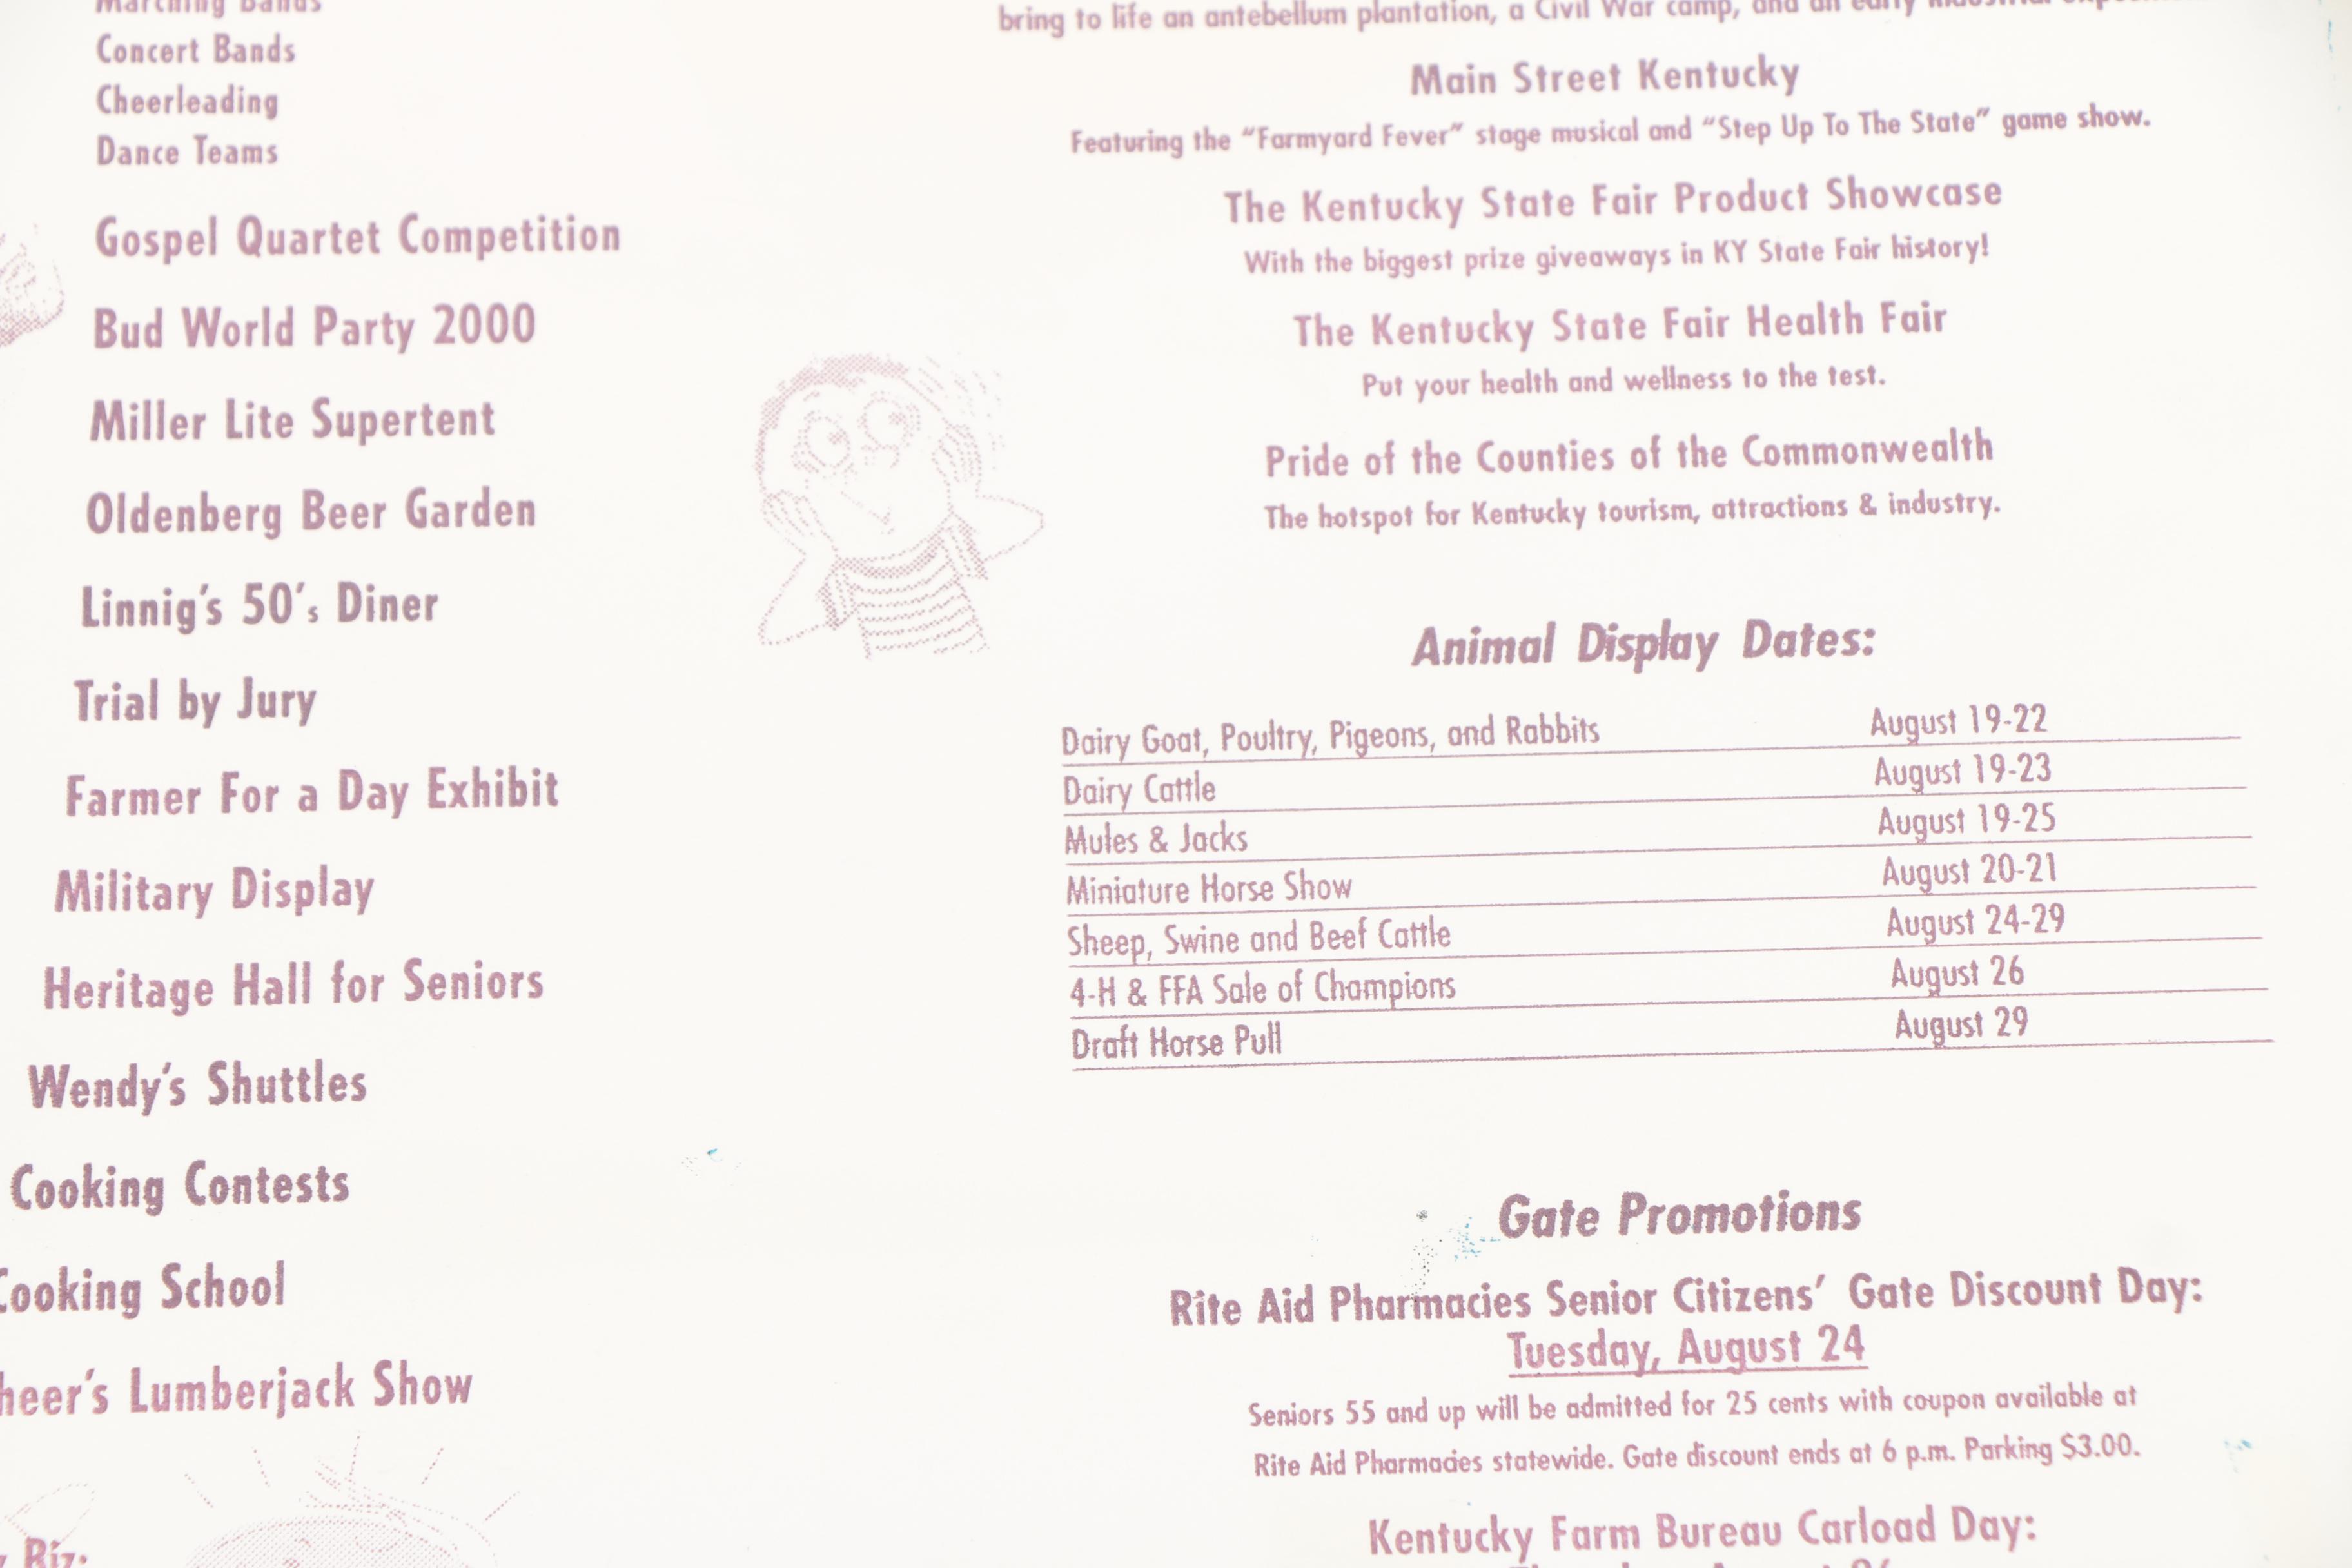 Marching Bands
Concert Bands
Cheerleading
Dance Teams
Gospel Quartet Competition
Bud World Party 2000
Miller Lite Supertent
Oldenberg Beer Garden
Linnig's 50's Diner
Trial by Jury
Farmer For a Day Exhibit
Military Display
Heritage Hall for Seniors
Wendy's Shuttles
Cooking Contests
Cooking School
heer's Lumberjack Show
Biz:
bring to life an antebellum plantation, a Civil War camp, and an early industrial
Main Street Kentucky
Featuring the "Farmyard Fever" stage musical and "Step Up To The State" game show.
The Kentucky State Fair Product Showcase
With the biggest prize giveaways in KY State Fair history!
The Kentucky State Fair Health Fair
Put your health and wellness to the test.
Pride of the Counties of the Commonwealth
The hotspot for Kentucky tourism, attractions & industry.
Animal Display Dates:
Dairy Goat, Poultry, Pigeons, and Rabbits August 19-22
Dairy Cattle August 19-23
Mules & Jacks August 19-25
Miniature Horse Show August 20-21
Sheep, Swine and Beef Cattle August 24-29
4-H & FFA Sale of Champions August 26
Draft Horse Pull August 29
Gate Promotions
Rite Aid Pharmacies Senior Citizens' Gate Discount Day:
Tuesday, August 24
Seniors 55 and up will be admitted for 25 cents with coupon available at
Rite Aid Pharmacies statewide. Gate discount ends at 6 p.m. Parking $3.00.
Kentucky Farm Bureau Carload Day: